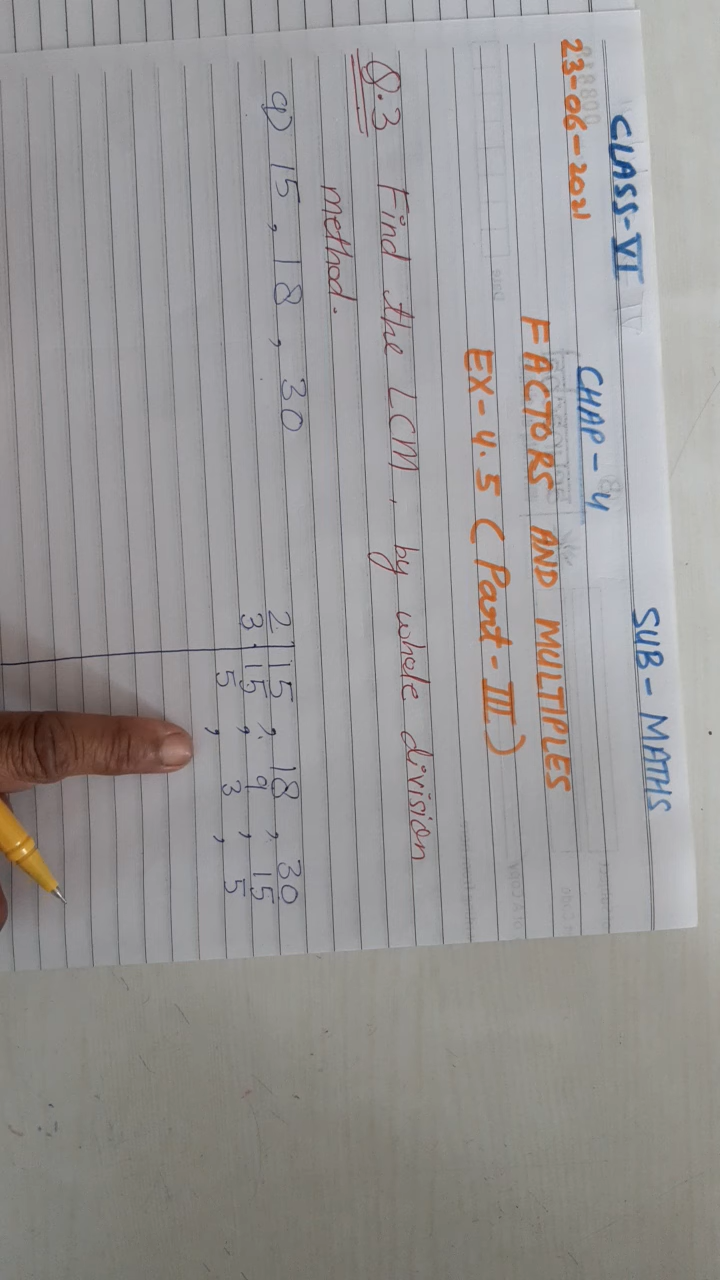 CLASS-VI SUB-MATHS
23-06-2021 CHAP-4
FACTORS AND MULTIPLES
EX-4.5 (Part-III)
Q.3 Find the LCM, by whole division
method.
a) 15, 18, 30
2 15, 18, 30
3 15, 9, 15
5, 3, 5